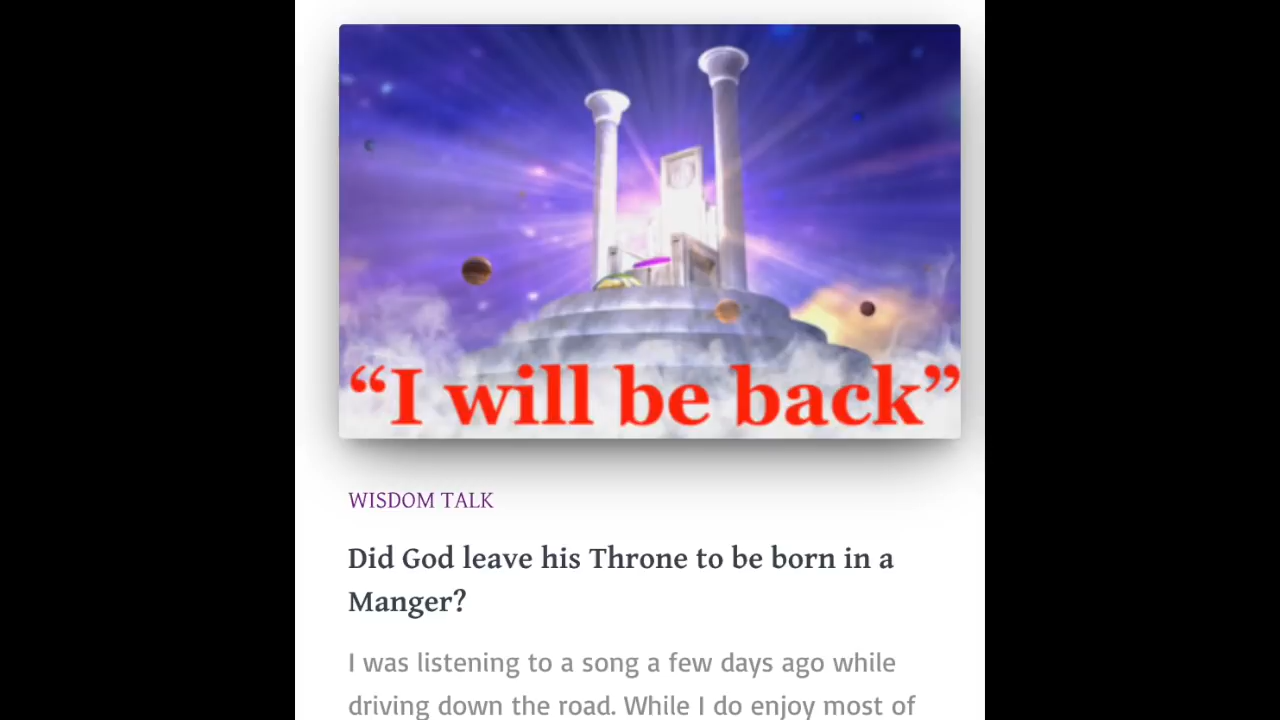 “I will be back”
WISDOM TALK
Did God leave his Throne to be born in a
Manger?
I was listening to a song a few days ago while
driving down the road. While I do enjoy most of